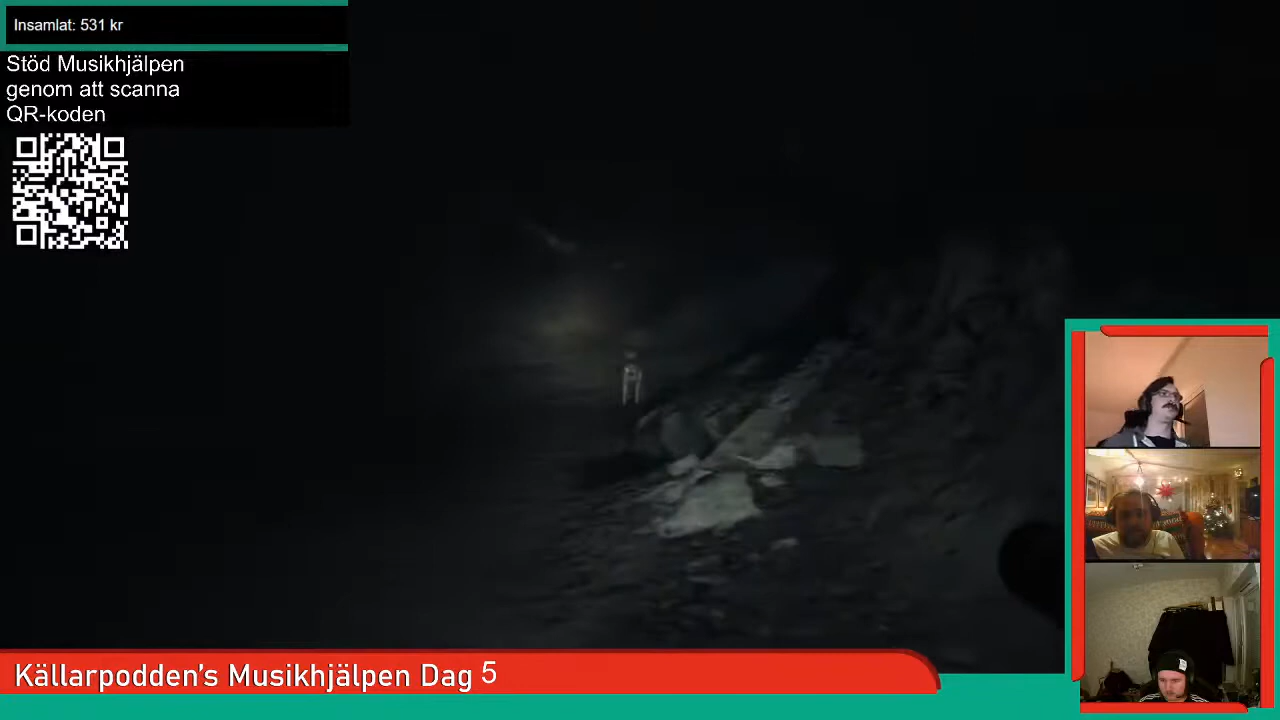 Insamlat: 531 kr
Stöd Musikhjälpen
genom att scanna
QR-koden
Källarpodden's Musikhjälpen Dag 5